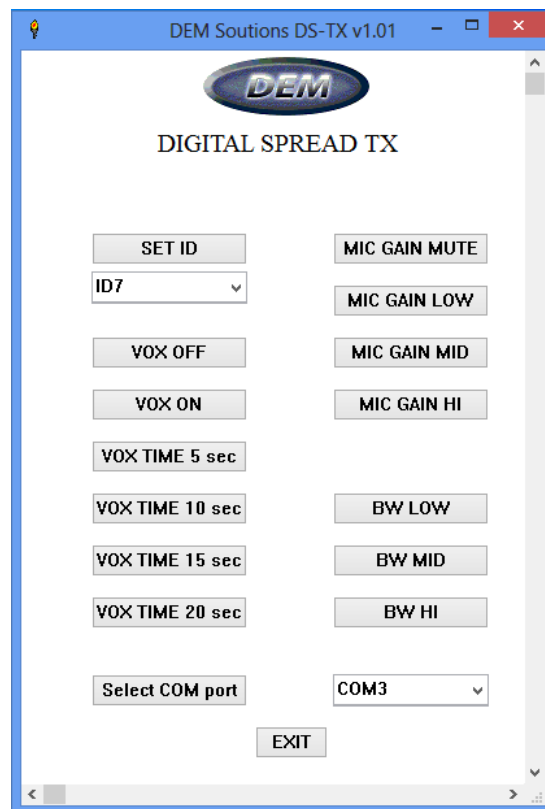 DEM Soutions DS-TX v1.01
DEM
DIGITAL SPREAD TX
SET ID
MIC GAIN MUTE
ID7
MIC GAIN LOW
VOX OFF
MIC GAIN MID
VOX ON
MIC GAIN HI
VOX TIME 5 sec
VOX TIME 10 sec
BW LOW
VOX TIME 15 sec
BW MID
VOX TIME 20 sec
BW HI
Select COM port
COM3
EXIT